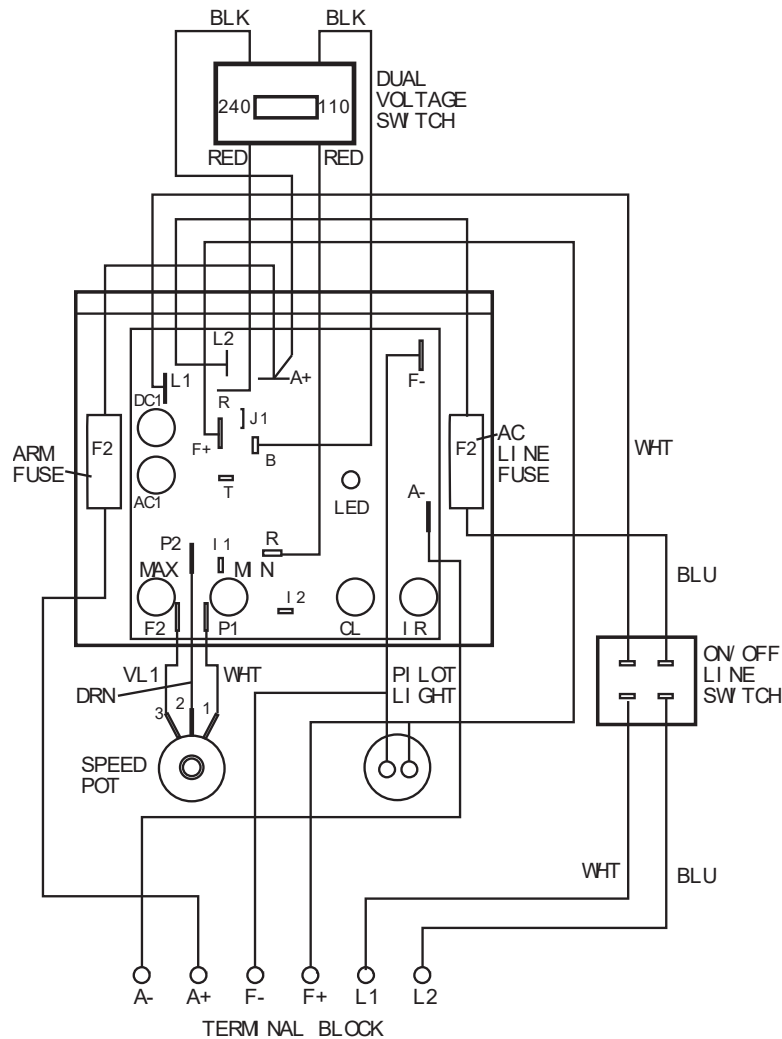 BLK
BLK
DUAL
VOLTAGE
SWITCH
240
110
RED
RED
L2
L1
A+
F-
DC1
R
J1
F+
B
ARM
FUSE
F2
F2
AC
LINE
FUSE
WHT
AC1
T
LED
A-
P2
I1
R
MAX
MIN
I2
BLU
F2
P1
CL
IR
ON/OFF
LINE
SWITCH
VL1
WHT
DRN
PILOT
LIGHT
3
2
1
SPEED
POT
WHT
BLU
A-
A+
F-
F+
L1
L2
TERMINAL BLOCK